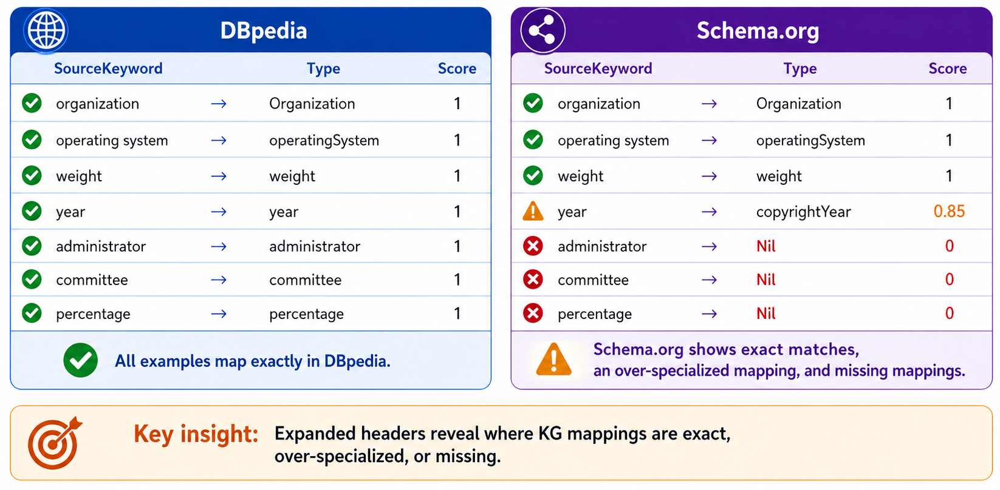 DBpedia
SourceKeyword Type Score
organization → Organization 1
operating system → operatingSystem 1
weight → weight 1
year → year 1
administrator → administrator 1
committee → committee 1
percentage → percentage 1
All examples map exactly in DBpedia.
Schema.org
SourceKeyword Type Score
organization → Organization 1
operating system → operatingSystem 1
weight → weight 1
year → copyrightYear 0.85
administrator → Nil 0
committee → Nil 0
percentage → Nil 0
Schema.org shows exact matches,
an over-specialized mapping, and missing mappings.
Key insight: Expanded headers reveal where KG mappings are exact,
over-specialized, or missing.